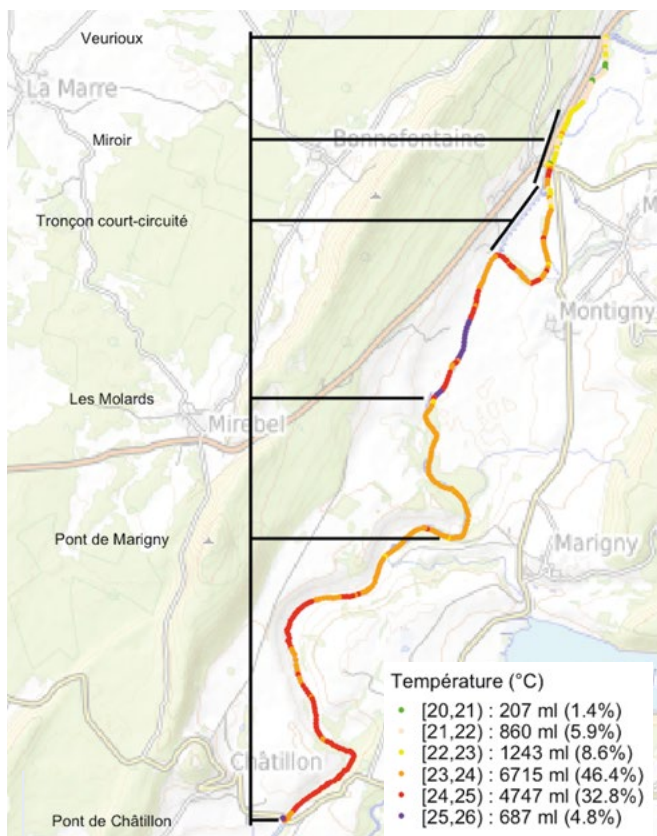 Veurioux
La Marre
Miroir
Bonnefontaine
Tronçon court-circuité
M
Montigny
Les Molards
Mirebel
Pont de Marigny
Marigny
Température (°C)
[20,21) : 207 ml (1.4%)
[21,22) : 860 ml (5.9%)
[22,23) : 1243 ml (8.6%)
[23,24) : 6715 ml (46.4%)
[24,25) : 4747 ml (32.8%)
[25,26) : 687 ml (4.8%)
Châtillon
Pont de Châtillon